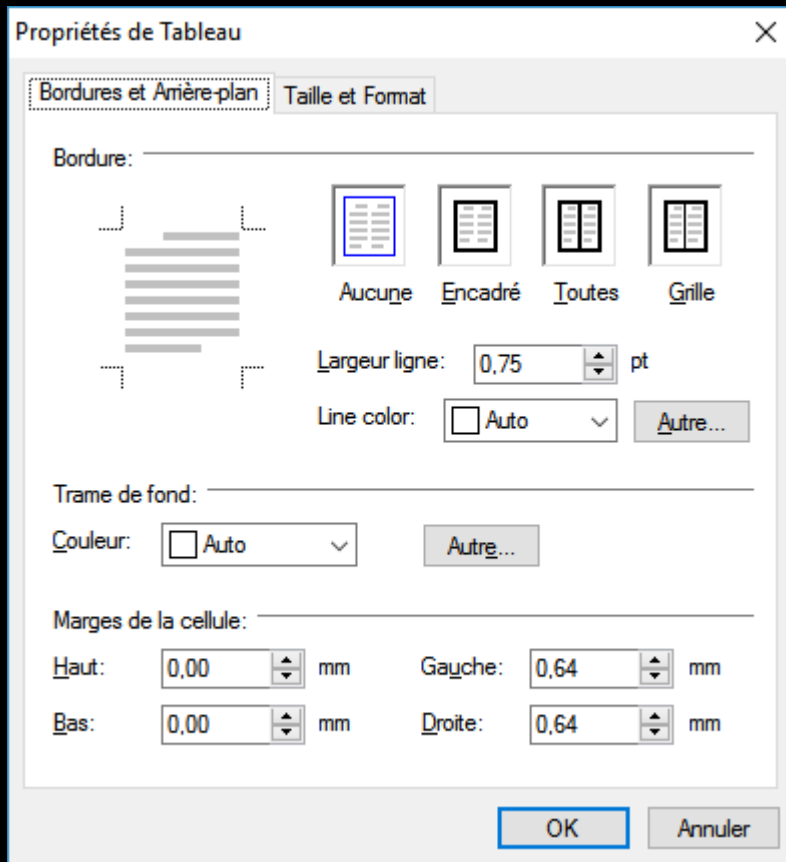 Propriétés de Tableau
Bordures et Arrière-plan Taille et Format
Bordure:
Aucune Encadré Toutes Grille
Largeur ligne: 0,75 pt
Line color: Auto Autre...
Trame de fond:
Couleur: Auto Autre...
Marges de la cellule:
Haut: 0,00 mm Gauche: 0,64 mm
Bas: 0,00 mm Droite: 0,64 mm
OK Annuler